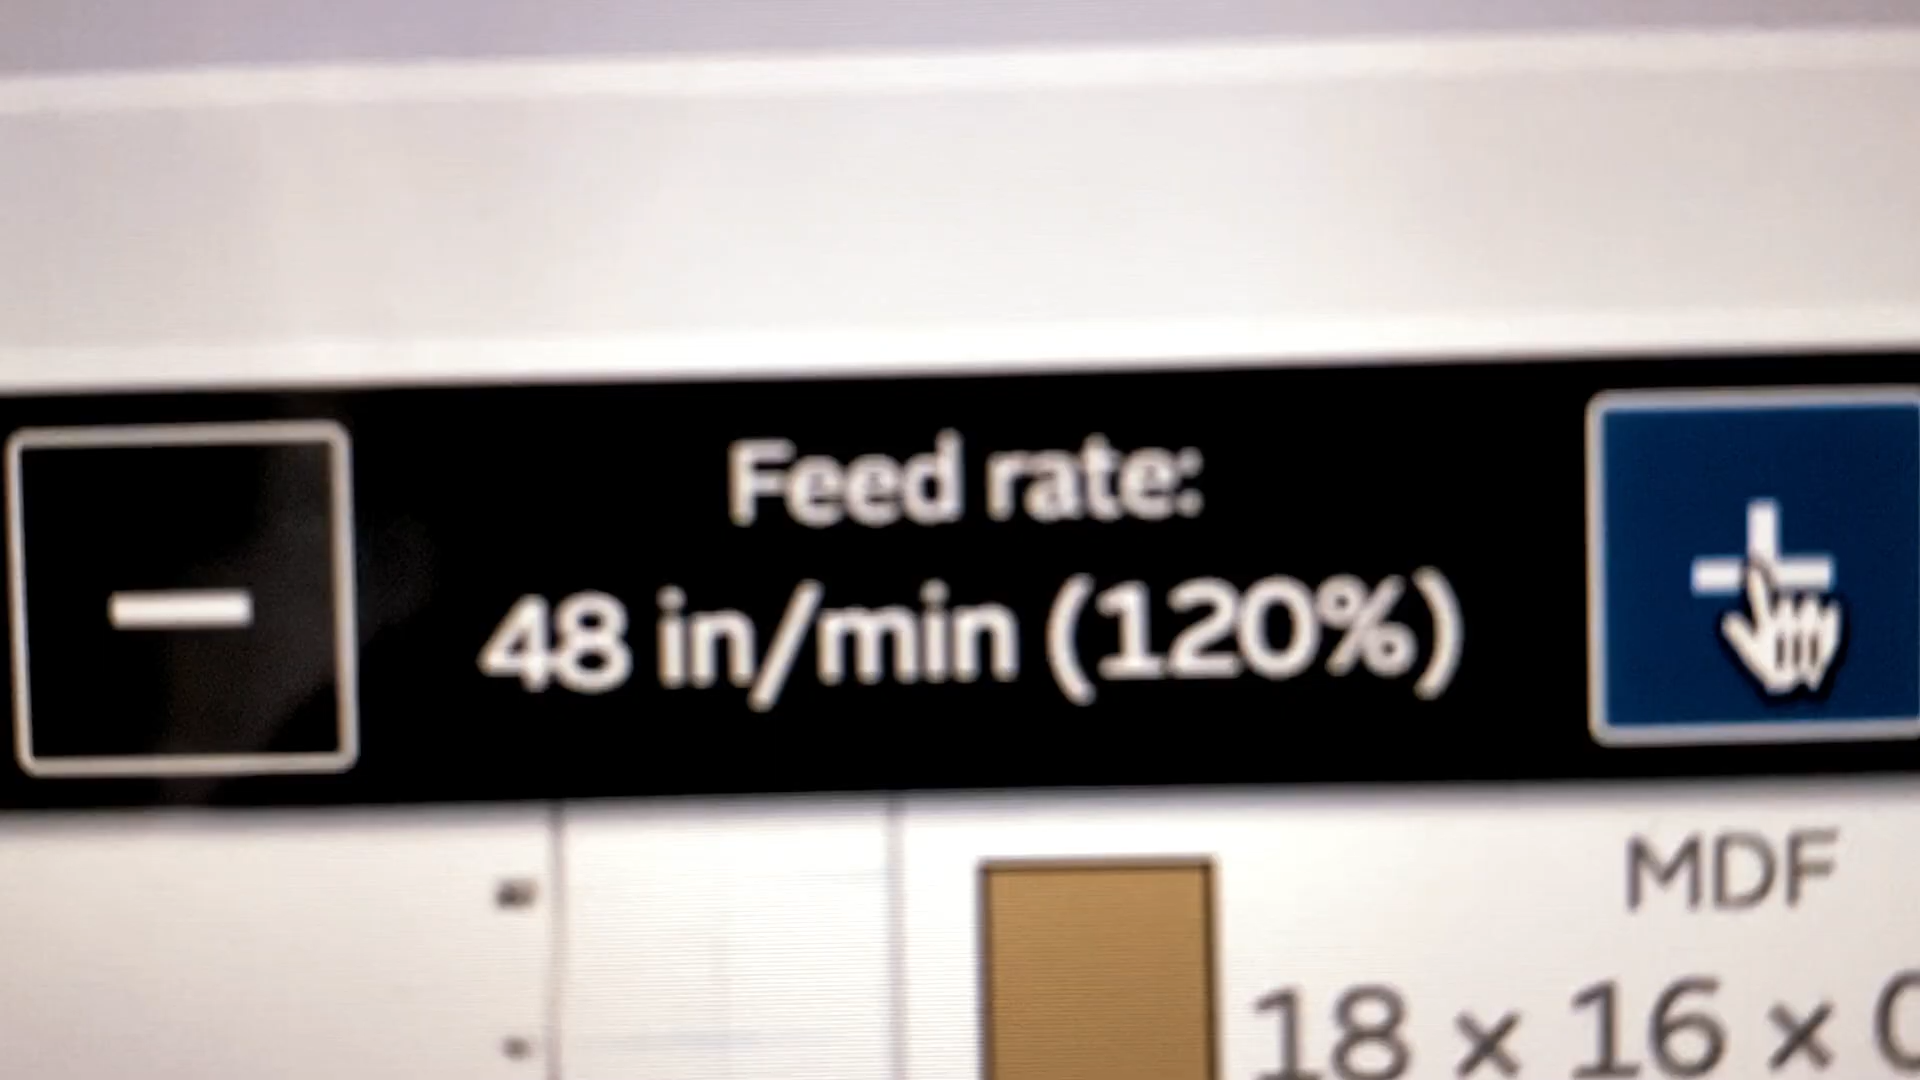 Feed rate:
48 in/min (120%)
MDF
18 x 16 x